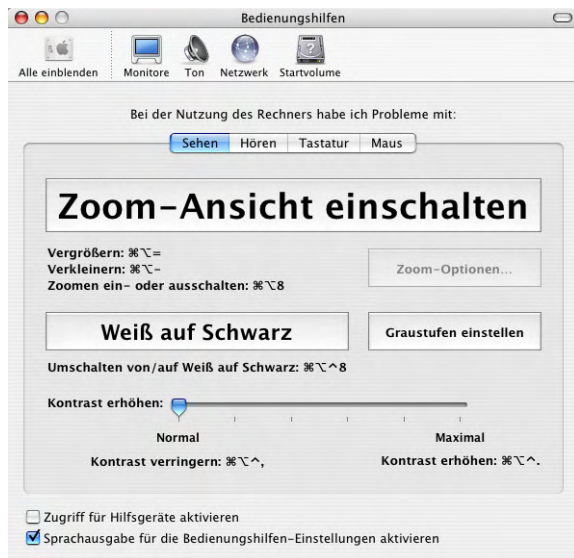 Bedienungshilfen
Alle einblenden Monitore Ton Netzwerk Startvolume
Bei der Nutzung des Rechners habe ich Probleme mit:
Sehen Hören Tastatur Maus
Zoom-Ansicht einschalten
Vergrößern: ⌘⌥=
Verkleinern: ⌘⌥-
Zoomen ein- oder ausschalten: ⌘⌥8
Zoom-Optionen...
Weiß auf Schwarz
Graustufen einstellen
Umschalten von/auf Weiß auf Schwarz: ⌘⌥^8
Kontrast erhöhen:
Normal Maximal
Kontrast verringern: ⌘⌥^, Kontrast erhöhen: ⌘⌥^.
Zugriff für Hilfsgeräte aktivieren
Sprachausgabe für die Bedienungshilfen-Einstellungen aktivieren